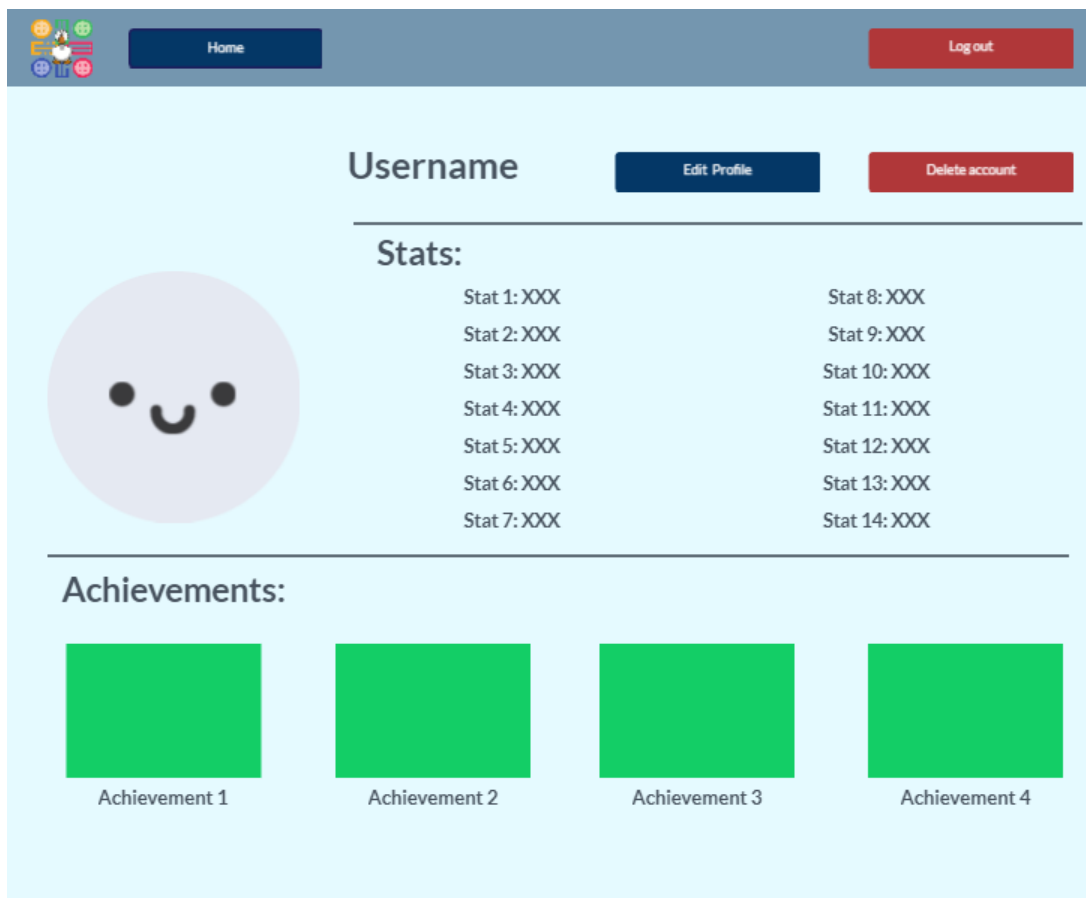 Home
Log out
Username
Edit Profile
Delete account
Stats:
Stat 1: XXX
Stat 2: XXX
Stat 3: XXX
Stat 4: XXX
Stat 5: XXX
Stat 6: XXX
Stat 7: XXX
Stat 8: XXX
Stat 9: XXX
Stat 10: XXX
Stat 11: XXX
Stat 12: XXX
Stat 13: XXX
Stat 14: XXX
Achievements:
Achievement 1
Achievement 2
Achievement 3
Achievement 4